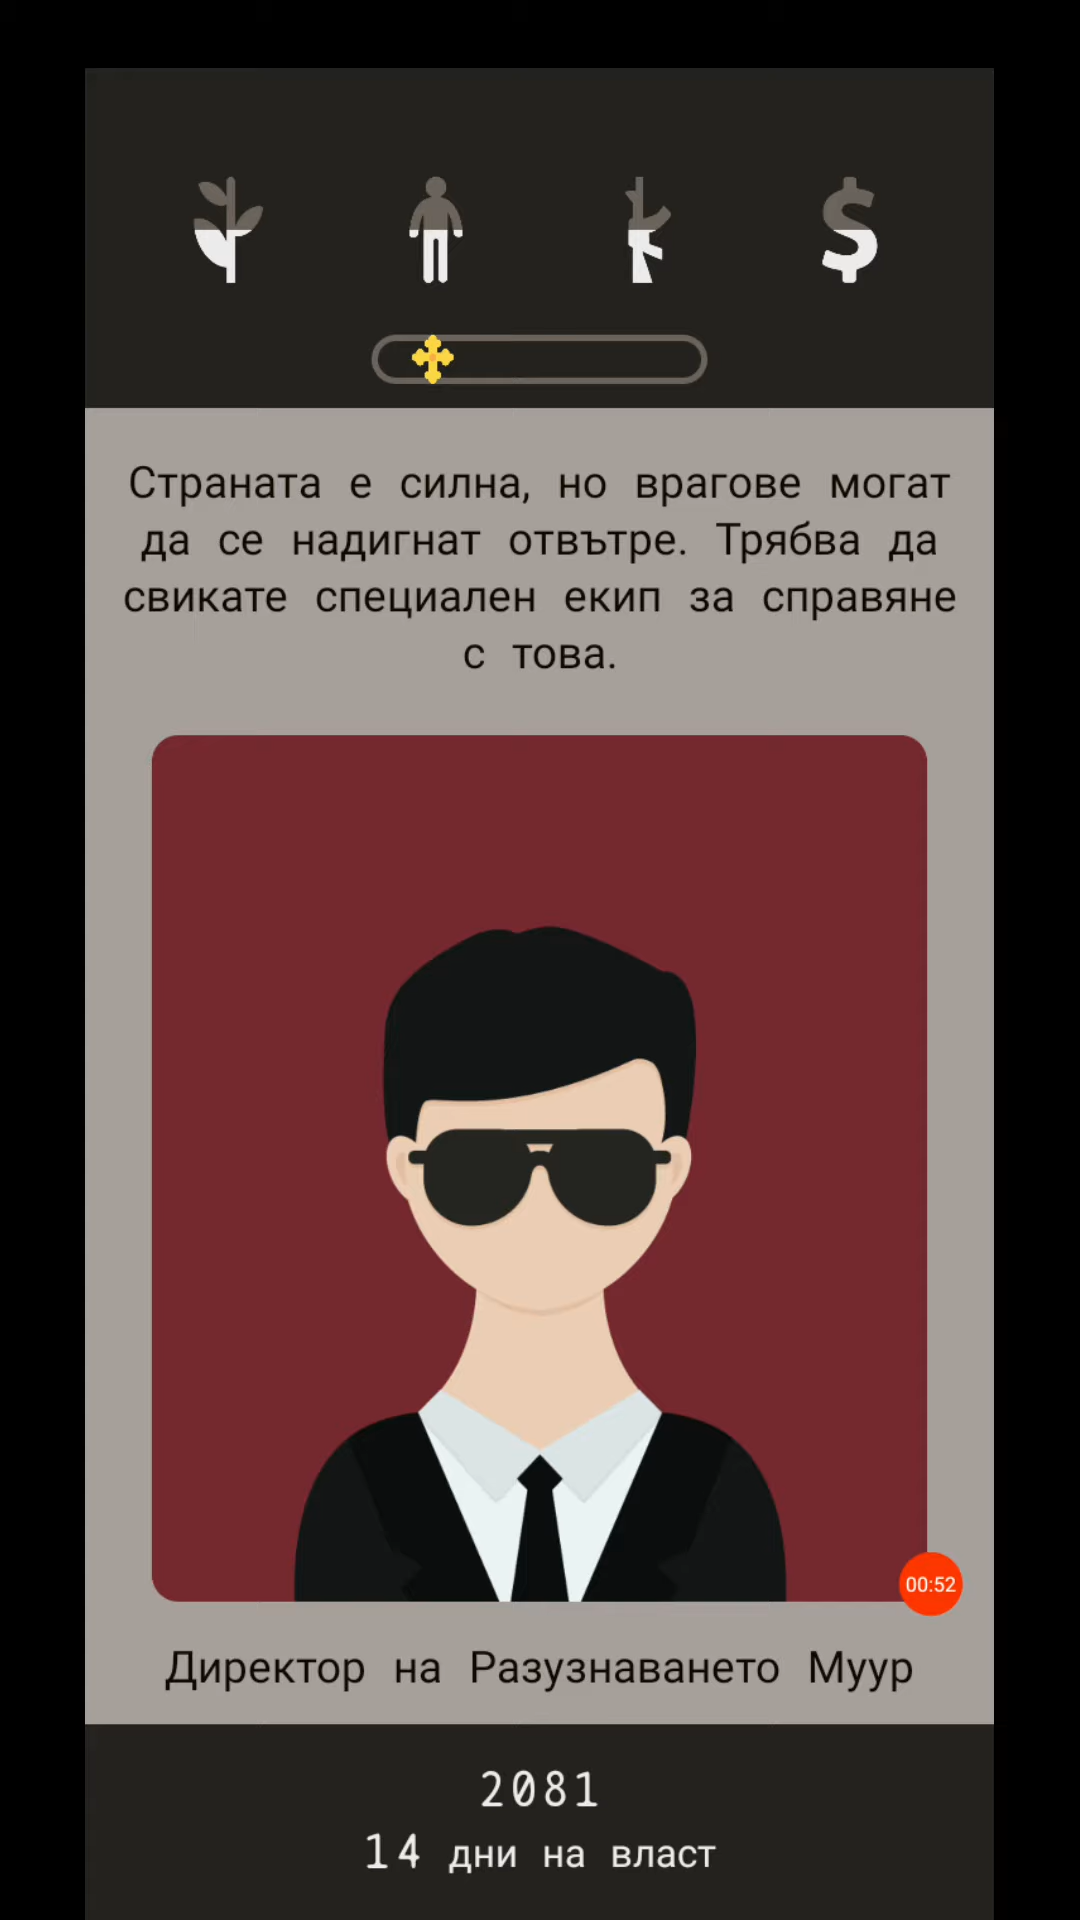 Страната е силна, но врагове могат
да се надигнат отвътре. Трябва да
свикате специален екип за справяне
с това.
00:52
Директор на Разузнаването Муур
2081
14 дни на власт